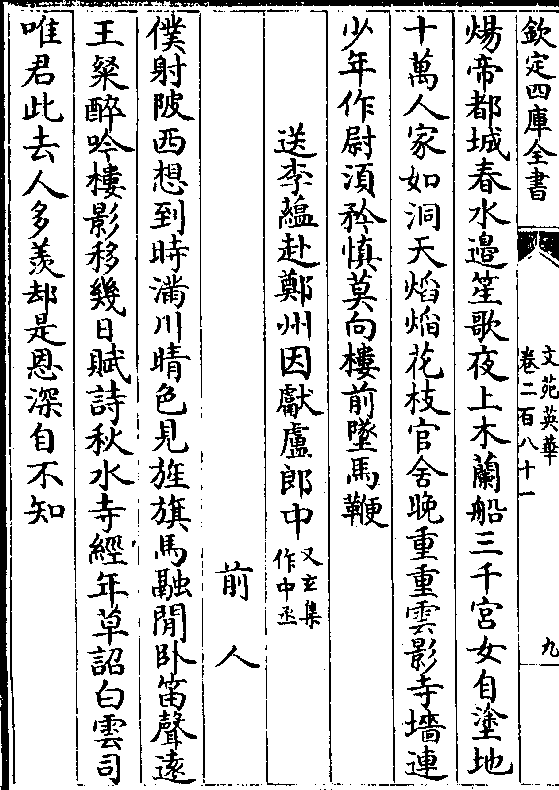 欽定四庫全書
文苑英華
卷二百八十一
九
煬帝都城春水邉笙歌夜上木蘭船三千宫女自塗地
十萬人家如洞天焰焰花枝官舍晚重重雲影寺墻連
少年作尉湏矜慎莫向樓前墜馬鞭
送李蘊赴鄭州因獻盧郎中又玄集作中丞
前人
僕射陂西想到時滿川晴色見旌旗馬融閒卧笛聲逺
王粲醉吟樓影移幾日賦詩秋水寺經年草詔白雲司
唯君此去人多羨却是恩深自不知